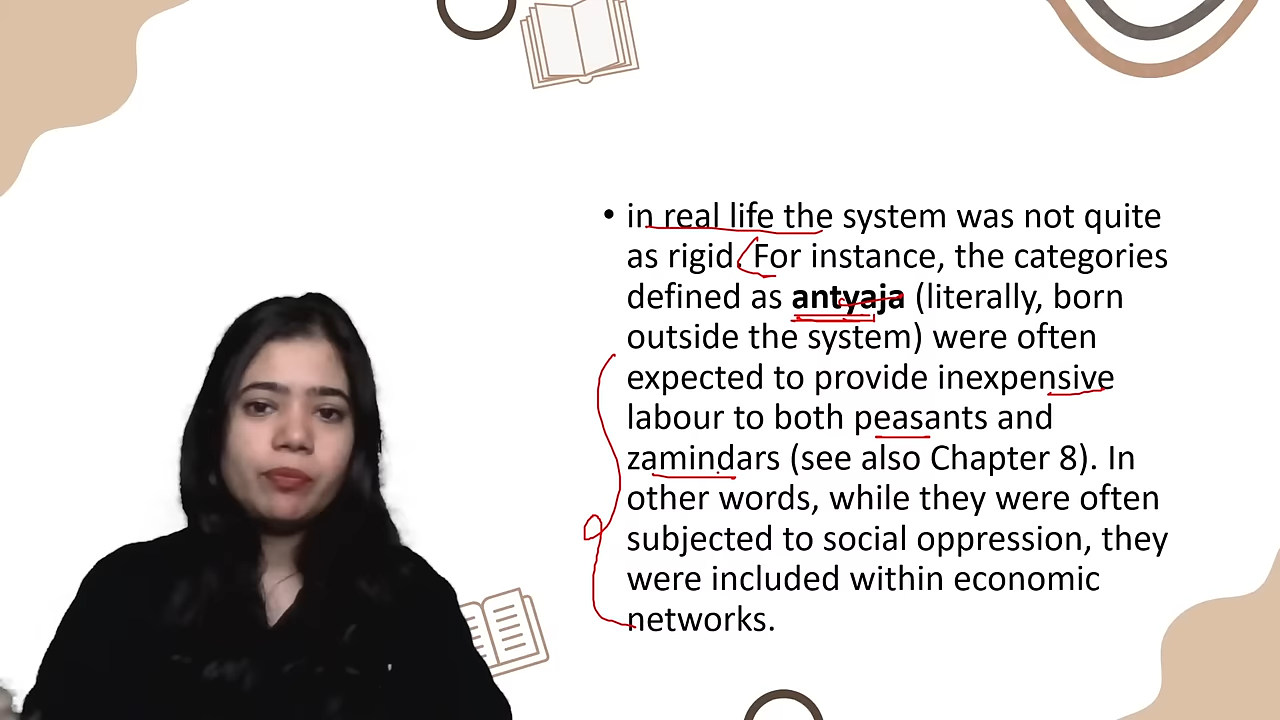 • in real life the system was not quite
as rigid. For instance, the categories
defined as antyaja (literally, born
outside the system) were often
expected to provide inexpensive
labour to both peasants and
zamindars (see also Chapter 8). In
other words, while they were often
subjected to social oppression, they
were included within economic
networks.